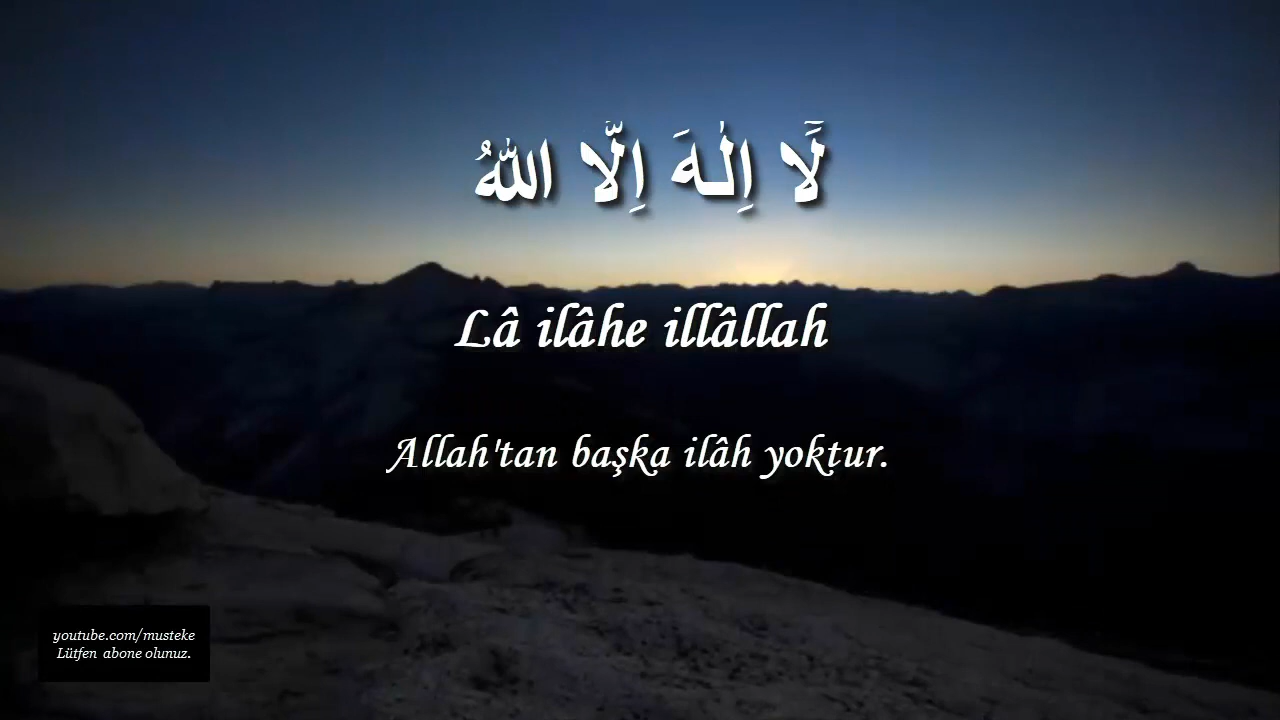 لَٓا اِلٰهَ اِلَّا اللّٰهُ
Lâ ilâhe illâllah
Allah'tan başka ilâh yoktur.
youtube.com/musteke
Lütfen abone olunuz.